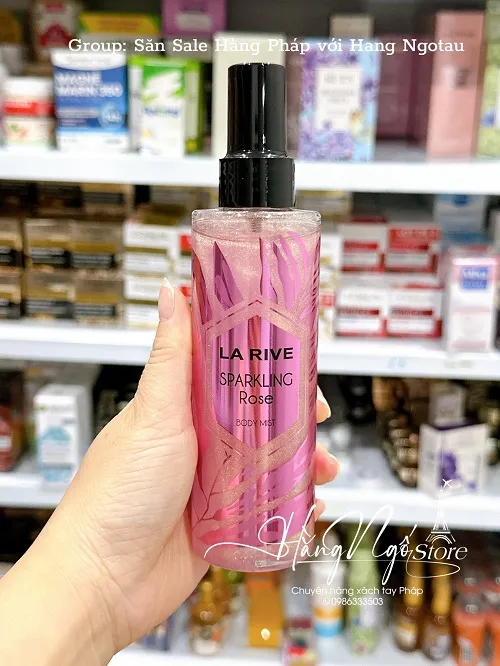 Group: Săn Sale Hàng Pháp với Hang Ngotau
LA RIVE
SPARKLING
Rose
BODY MIST
Hằng Ngố Store
Chuyên hàng xách tay Pháp
0986333503